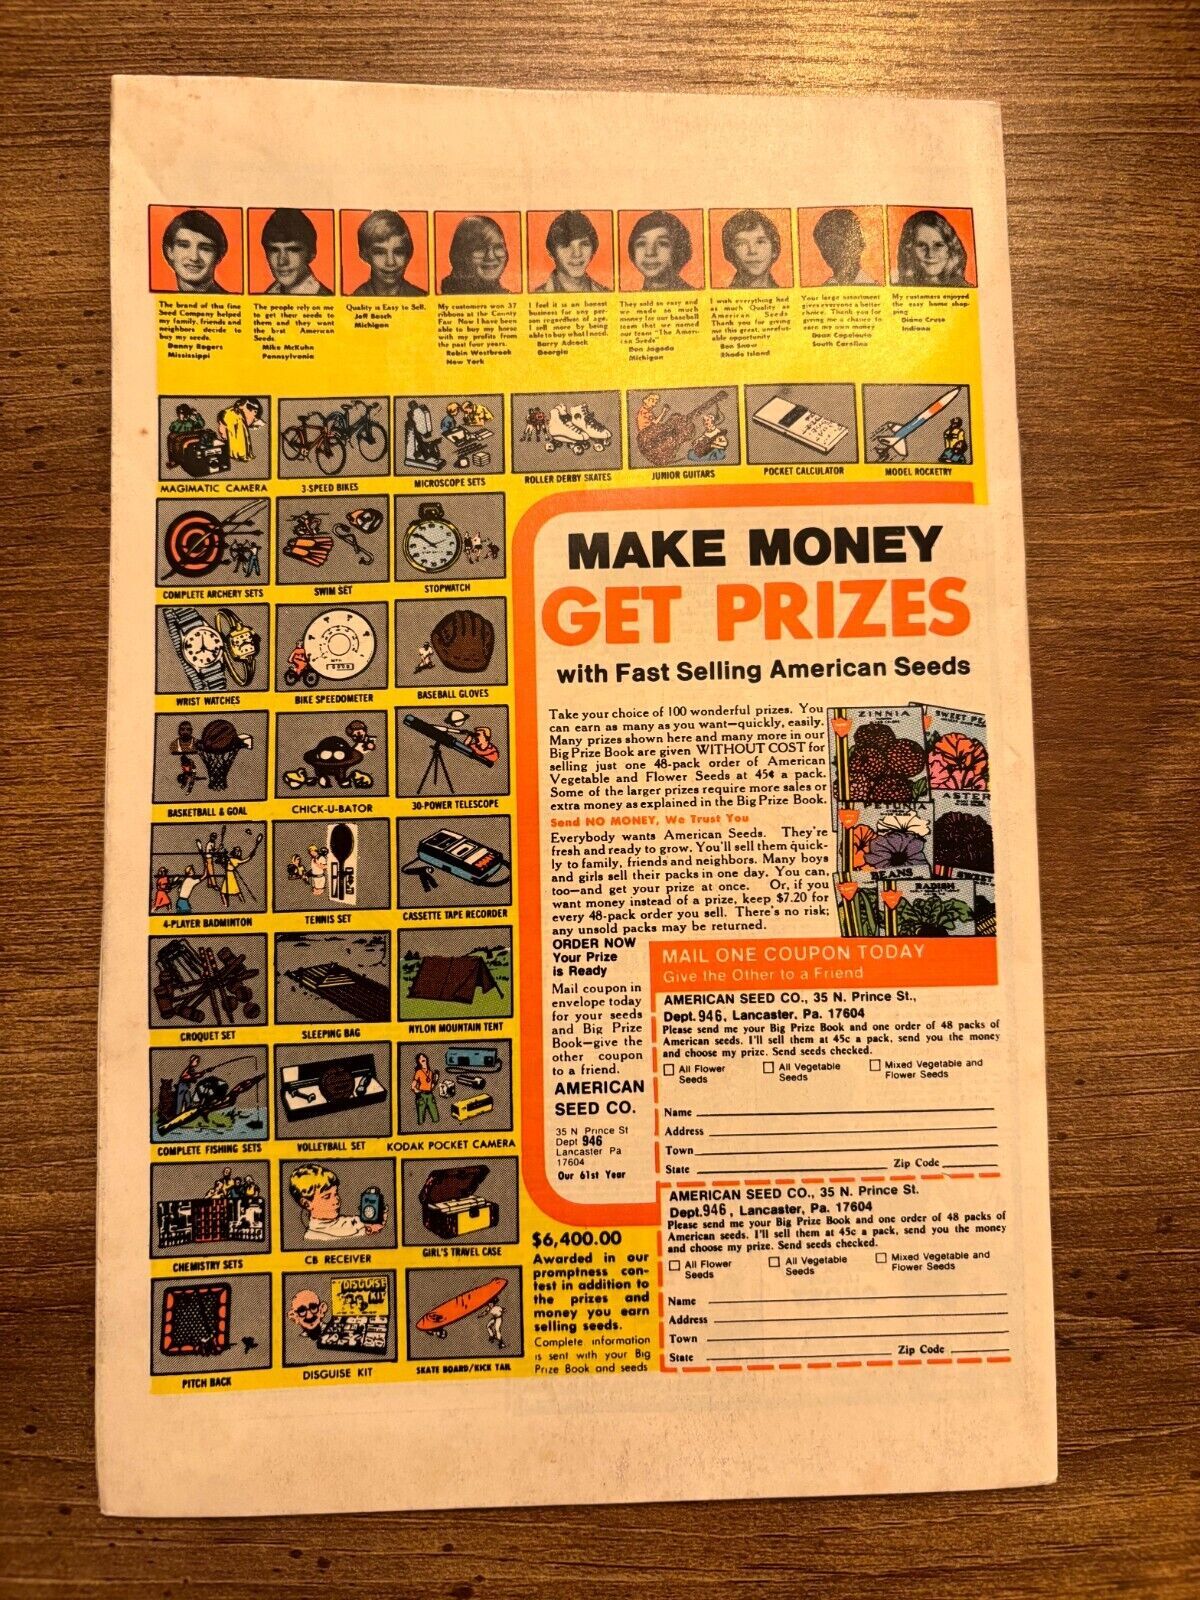 The brand of this fine
Seed Company helped
my family, friends and
neighbors decide to
buy my seeds.
Danny Rogers
Mississippi
The people rely on me
to get their seeds to
them and they want
the best American
Seeds.
Mike McKuhn
Pennsylvania
Quality is Easy to Sell.
Jeff Beach
Michigan
My customers won 37
ribbons at the County
Fair. Now I have been
able to buy my horse
with my profits from
the past four years.
Robin Westbrook
New York
I feel it is an honest
business for any per-
son regardless of age.
I sell more by being
able to buy what I need.
Barry Adcock
Georgia
They sold so easy and
we made so much
money for our baseball
team that we named
our team "The Ameri-
can Seeds"
Don Jagoda
Michigan
I wish everything had
as much Quality as
American Seeds
Thank you for giving
me this great, unrefut-
able opportunity
Ben Snow
Rhode Island
Your large assortment
gives everyone a better
choice. Thank you for
giving me a chance to
earn my own money
South Carolina
My customers enjoyed
the easy home shop-
ping
Diane Cruse
Indiana
MAGIMATIC CAMERA
3-SPEED BIKES
MICROSCOPE SETS
ROLLER DERBY SKATES
JUNIOR GUITARS
POCKET CALCULATOR
MODEL ROCKETRY
COMPLETE ARCHERY SETS
SWIM SET
STOPWATCH
WRIST WATCHES
BIKE SPEEDOMETER
BASEBALL GLOVES
BASKETBALL & GOAL
CHICK-U-BATOR
30-POWER TELESCOPE
4-PLAYER BADMINTON
TENNIS SET
CASSETTE TAPE RECORDER
CROQUET SET
SLEEPING BAG
NYLON MOUNTAIN TENT
COMPLETE FISHING SETS
VOLLEYBALL SET
KODAK POCKET CAMERA
CHEMISTRY SETS
CB RECEIVER
GIRL'S TRAVEL CASE
PITCH BACK
DISGUISE KIT
DISGUISE KIT
SKATE BOARD/KICK TAIL
MAKE MONEY
GET PRIZES
with Fast Selling American Seeds
Take your choice of 100 wonderful prizes. You
can earn as many as you want—quickly, easily.
Many prizes shown here and many more in our
Big Prize Book are given WITHOUT COST for
selling just one 48-pack order of American
Vegetable and Flower Seeds at 45¢ a pack.
Some of the larger prizes require more sales or
extra money as explained in the Big Prize Book.
Send NO MONEY, We Trust You
Everybody wants American Seeds. They're
fresh and ready to grow. You'll sell them quick-
ly to family, friends and neighbors. Many boys
and girls sell their packs in one day. You can,
too—and get your prize at once. Or, if you
want money instead of a prize, keep $7.20 for
every 48-pack order you sell. There's no risk;
any unsold packs may be returned.
ZINNIA
SWEET PE
ASTER
PETUNIA
BEANS
RADISH
SWEET
ORDER NOW
Your Prize
is Ready
Mail coupon in
envelope today
for your seeds
and Big Prize
Book—give the
other coupon
to a friend.
AMERICAN
SEED CO.
35 N Prince St
Dept 946
Lancaster Pa
17604
Our 61st Year
$6,400.00
Awarded in our
promptness con-
test in addition to
the prizes and
money you earn
selling seeds.
Complete information
is sent with your Big
Prize Book and seeds
MAIL ONE COUPON TODAY
Give the Other to a Friend
AMERICAN SEED CO., 35 N. Prince St.,
Dept. 946, Lancaster, Pa. 17604
Please send me your Big Prize Book and one order of 48 packs of
American seeds. I'll sell them at 45c a pack, send you the money
and choose my prize. Send seeds checked.
All Flower
Seeds
All Vegetable
Seeds
Mixed Vegetable and
Flower Seeds
Name
Address
Town
State Zip Code
AMERICAN SEED CO., 35 N. Prince St.
Dept. 946, Lancaster, Pa. 17604
Please send me your Big Prize Book and one order of 48 packs of
American seeds. I'll sell them at 45c a pack, send you the money
and choose my prize. Send seeds checked.
All Flower
Seeds
All Vegetable
Seeds
Mixed Vegetable and
Flower Seeds
Name
Address
Town
State Zip Code